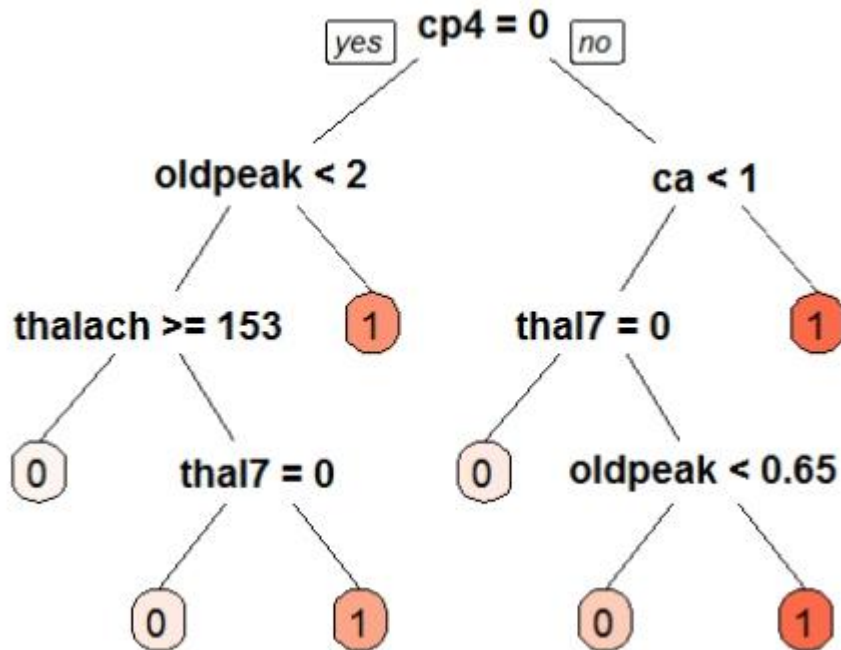 yes cp4 = 0 no
oldpeak < 2 ca < 1
thalach >= 153 1 thal7 = 0 1
0 thal7 = 0 0 oldpeak < 0.65
0 1 0 1